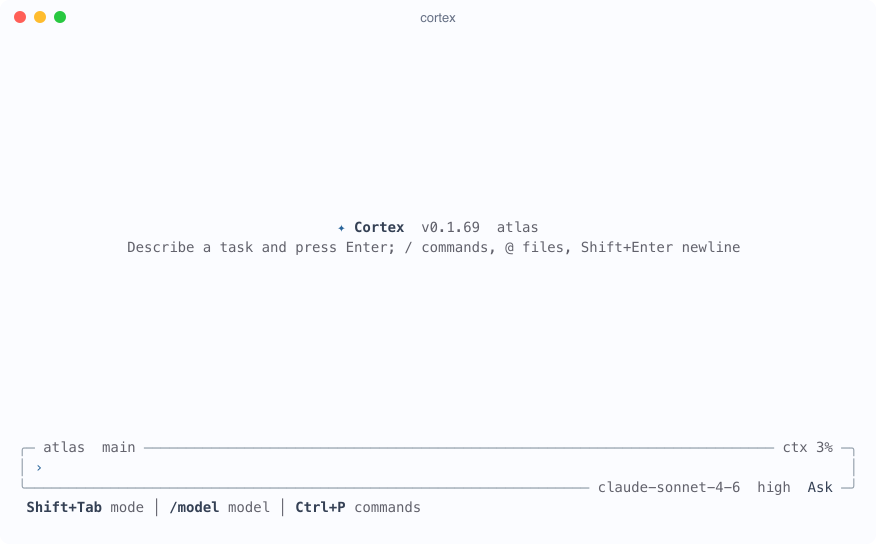 cortex
✦ Cortex v0.1.69 atlas
Describe a task and press Enter; / commands, @ files, Shift+Enter newline
atlas main ctx 3%
›
claude-sonnet-4-6 high Ask
Shift+Tab mode │ /model model │ Ctrl+P commands